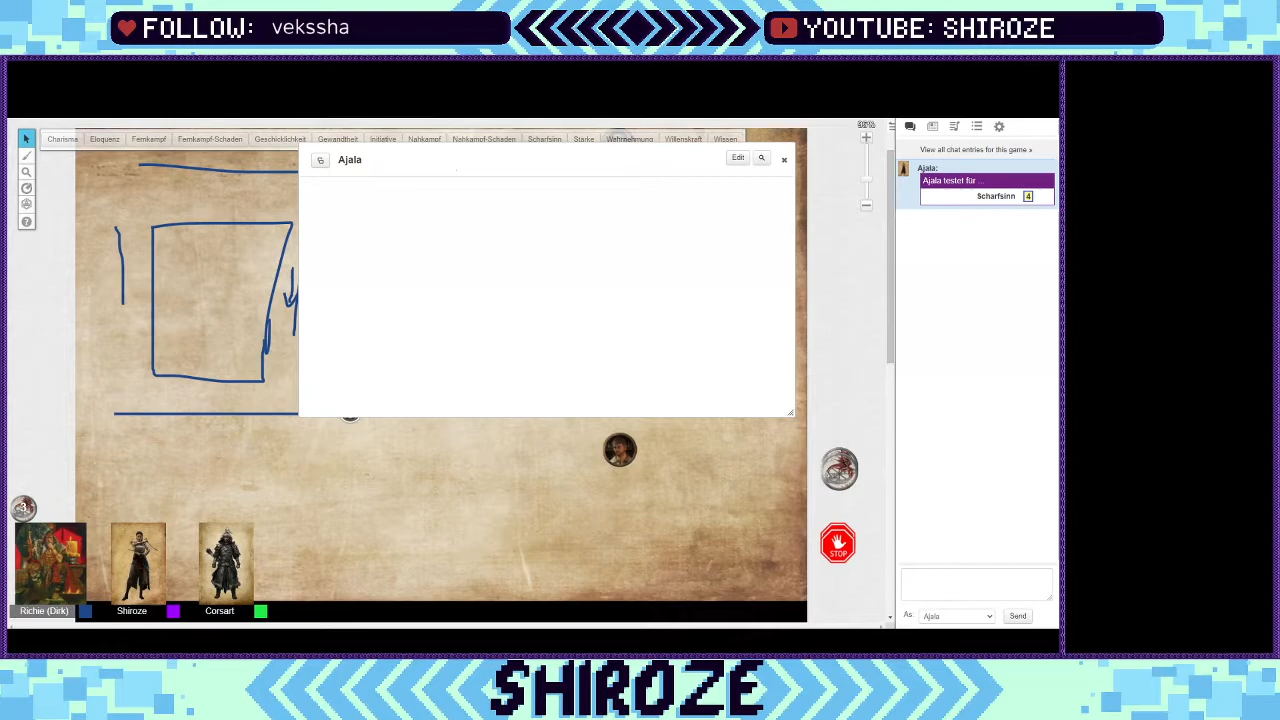 FOLLOW: vekssha
YOUTUBE: SHIROZE
Charisma Eloquenz Fernkampf Fernkampf-Schaden Geschicklichkeit Gewandtheit Initiative Nahkampf Nahkampf-Schaden Scharfsinn Stärke Wahrnehmung Willenskraft Wissen
96%
View all chat entries for this game »
Ajala
Edit
Ajala:
Ajala testet für ...
Scharfsinn 4
3
STOP
Richie (Dirk)
Shiroze
Corsart
As: Ajala
Send
SHIROZE